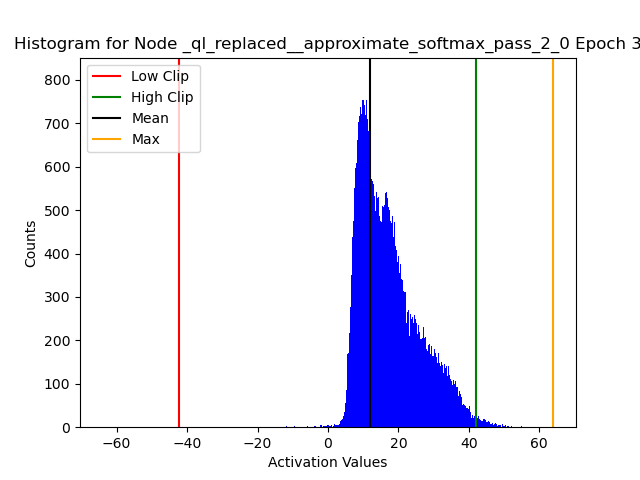 Histogram for Node _ql_replaced__approximate_softmax_pass_2_0 Epoch 3
Low Clip
High Clip
Mean
Max
800
700
600
500
400
300
200
100
0
Counts
−60 −40 −20 0 20 40 60
Activation Values